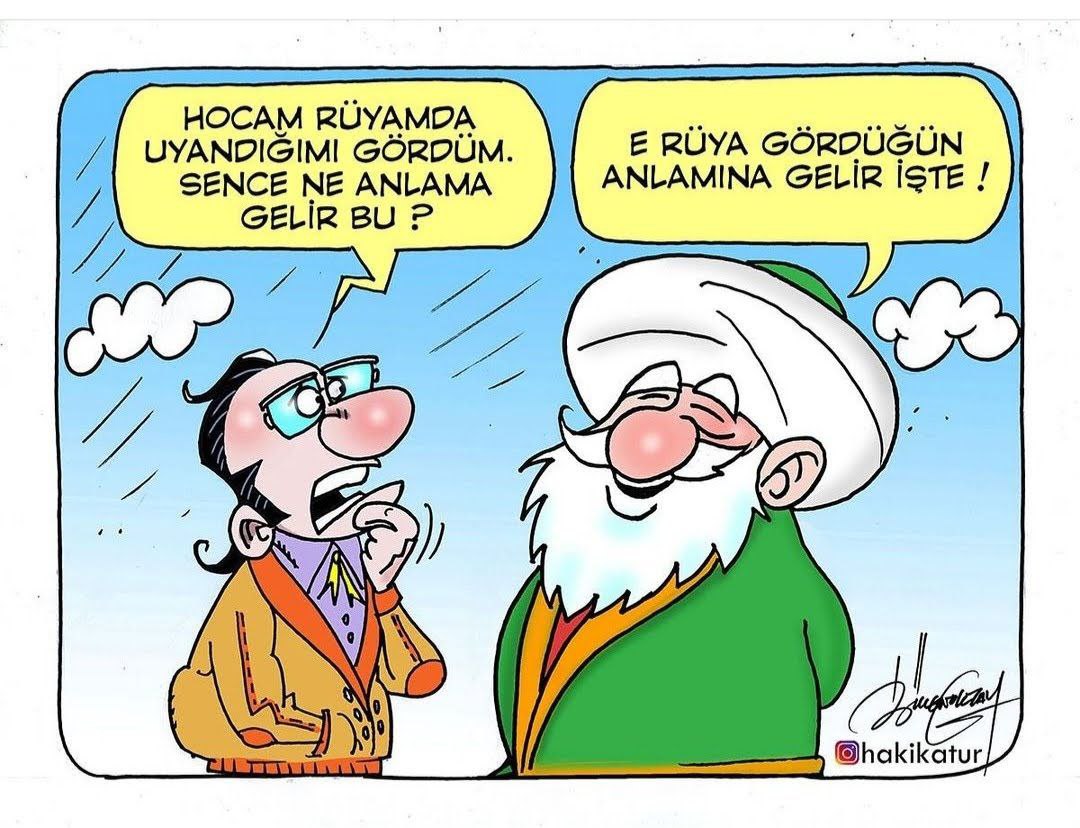 HOCAM RÜYAMDA
UYANDIĞIMI GÖRDÜM.
SENCE NE ANLAMA
GELİR BU ?
E RÜYA GÖRDÜĞÜN
ANLAMINA GELİR İŞTE !
hakikatur